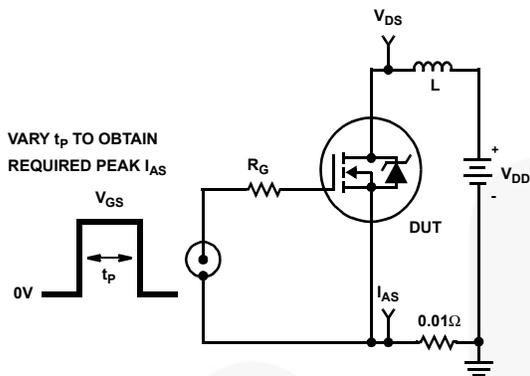 V_DS
L
VARY t_P TO OBTAIN
REQUIRED PEAK I_AS
R_G
+
V_DD
-
V_GS
DUT
t_P
0V
I_AS
0.01Ω